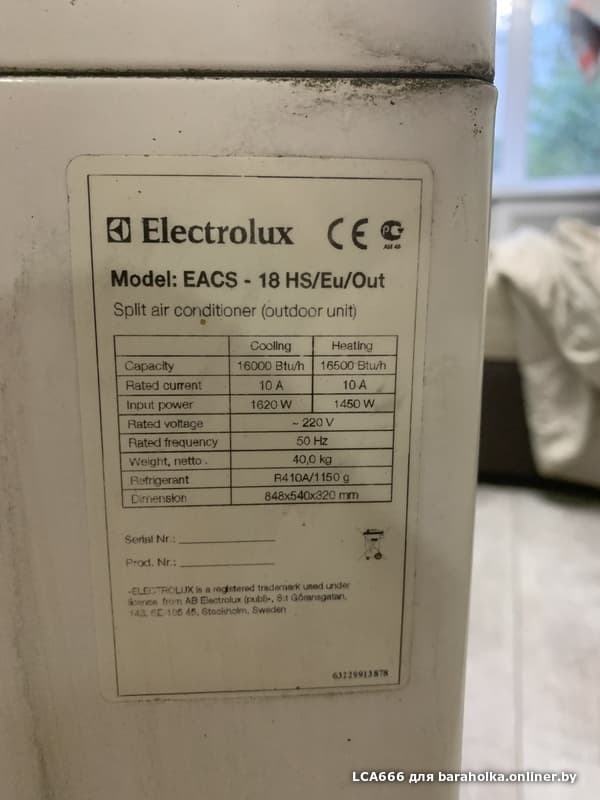 Electrolux CE
Model: EACS - 18 HS/Eu/Out
Split air conditioner (outdoor unit)
Cooling Heating
Capacity 16000 Btu/h 16500 Btu/h
Rated current 10 A 10 A
Input power 1620 W 1450 W
Rated voltage ~ 220 V
Rated frequency 50 Hz
Weight, netto . 40,0 kg
Refrigerant R410A/1150 g
Dimension 848x540x320 mm
Serial Nr.:
Prod. Nr.:
-ELECTROLUX is a registered trademark used under
licence from AB Electrolux (publ)-, S:t Göransgatan,
143, SE-105 45, Stockholm, Sweden
63229913878
LCA666 для baraholka.onliner.by